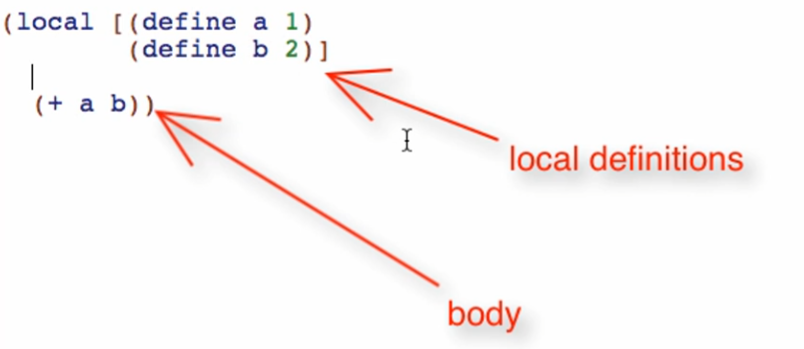 (local [(define a 1)
(define b 2)]
(+ a b))
local definitions
body